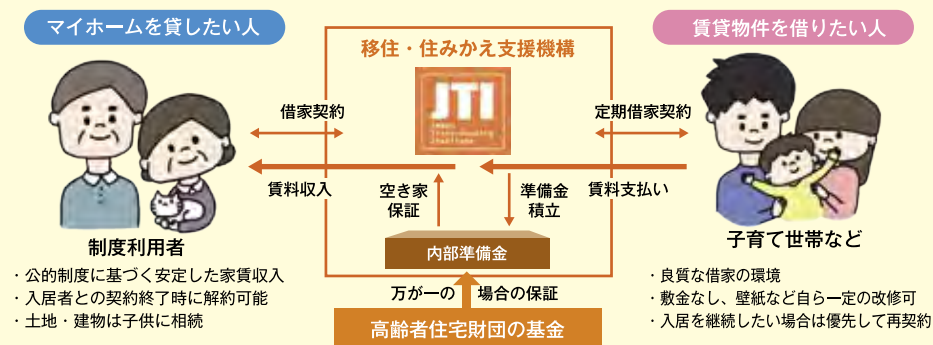 マイホームを貸したい人
移住・住みかえ支援機構
賃貸物件を借りたい人
JTI
借家契約
定期借家契約
賃料収入
空き家
保証
準備金
積立
賃料支払い
内部準備金
制度利用者
・公的制度に基づく安定した家賃収入
・入居者との契約終了時に解約可能
・土地・建物は子供に相続
子育て世帯など
・良質な借家の環境
・敷金なし、壁紙など自ら一定の改修可
・入居を継続したい場合は優先して再契約
万が一の 場合の保証
高齢者住宅財団の基金